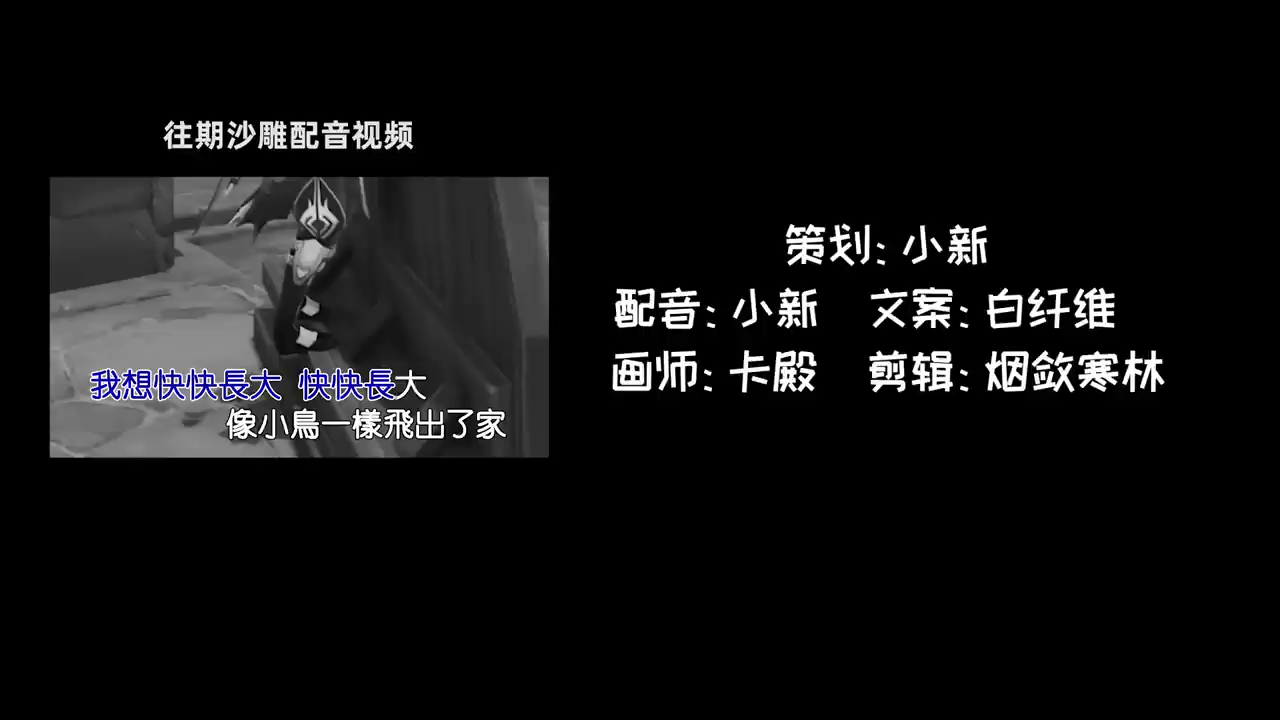 往期沙雕配音视频
我想快快長大 快快長大
像小鳥一樣飛出了家
策划: 小新
配音: 小新 文案: 白纤维
画师: 卡殿 剪辑: 烟敛寒林